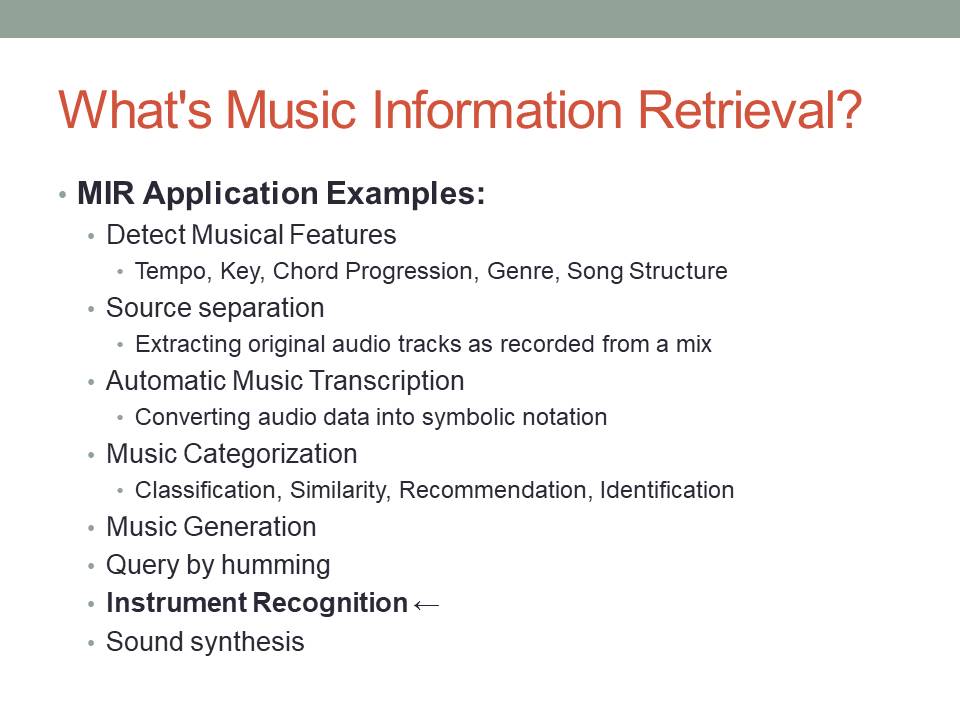 What's Music Information Retrieval?
• MIR Application Examples:
• Detect Musical Features
• Tempo, Key, Chord Progression, Genre, Song Structure
• Source separation
• Extracting original audio tracks as recorded from a mix
• Automatic Music Transcription
• Converting audio data into symbolic notation
• Music Categorization
• Classification, Similarity, Recommendation, Identification
• Music Generation
• Query by humming
• Instrument Recognition ←
• Sound synthesis